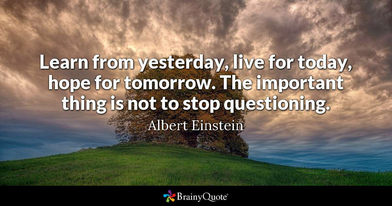 Learn from yesterday, live for today,
hope for tomorrow. The important
thing is not to stop questioning.
Albert Einstein
BrainyQuote